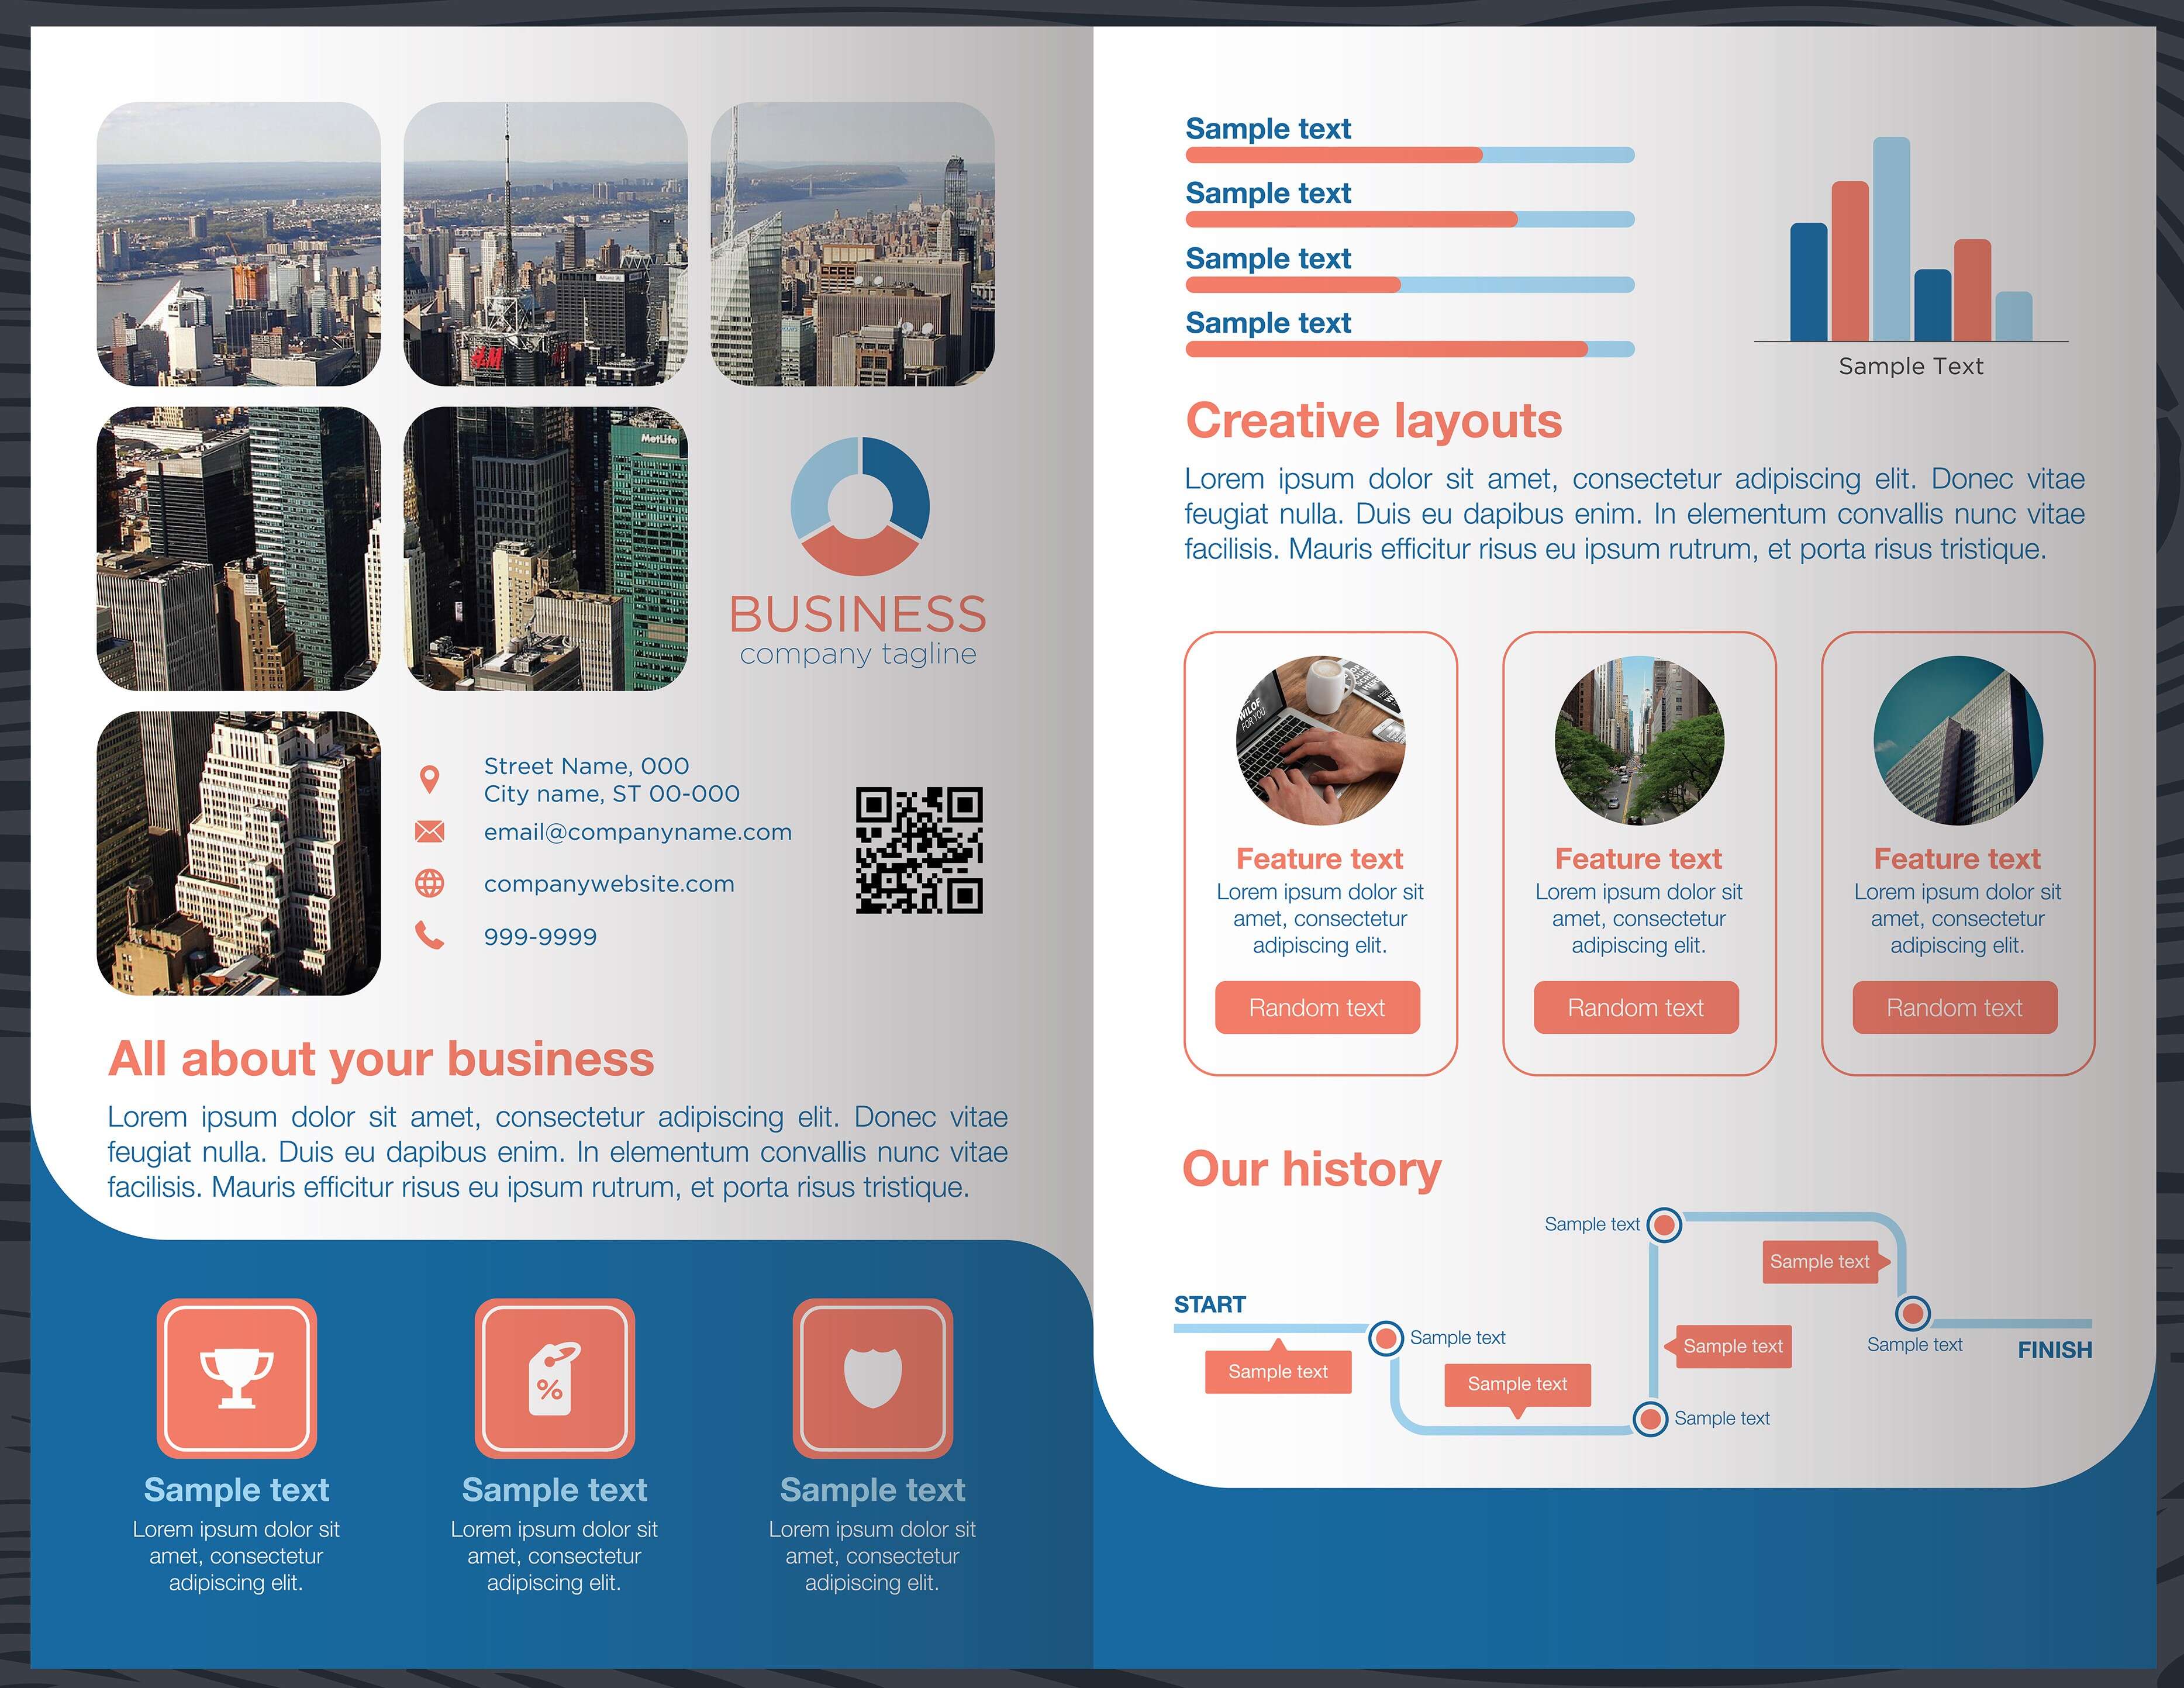 H&M
MetLife
BUSINESS
company tagline
Street Name, 000
City name, ST 00-000
email@companyname.com
companywebsite.com
999-9999
All about your business
Lorem ipsum dolor sit amet, consectetur adipiscing elit. Donec vitae
feugiat nulla. Duis eu dapibus enim. In elementum convallis nunc vitae
facilisis. Mauris efficitur risus eu ipsum rutrum, et porta risus tristique.
%
Sample text
Lorem ipsum dolor sit
amet, consectetur
adipiscing elit.
Sample text
Lorem ipsum dolor sit
amet, consectetur
adipiscing elit.
Sample text
Lorem ipsum dolor sit
amet, consectetur
adipiscing elit.
Sample text
Sample text
Sample text
Sample text
Sample Text
Creative layouts
Lorem ipsum dolor sit amet, consectetur adipiscing elit. Donec vitae
feugiat nulla. Duis eu dapibus enim. In elementum convallis nunc vitae
facilisis. Mauris efficitur risus eu ipsum rutrum, et porta risus tristique.
FOR YOU
Feature text
Lorem ipsum dolor sit
amet, consectetur
adipiscing elit.
Random text
Feature text
Lorem ipsum dolor sit
amet, consectetur
adipiscing elit.
Random text
Feature text
Lorem ipsum dolor sit
amet, consectetur
adipiscing elit.
Random text
Our history
START
Sample text
Sample text
Sample text
Sample text
Sample text
Sample text
Sample text
Sample text
FINISH